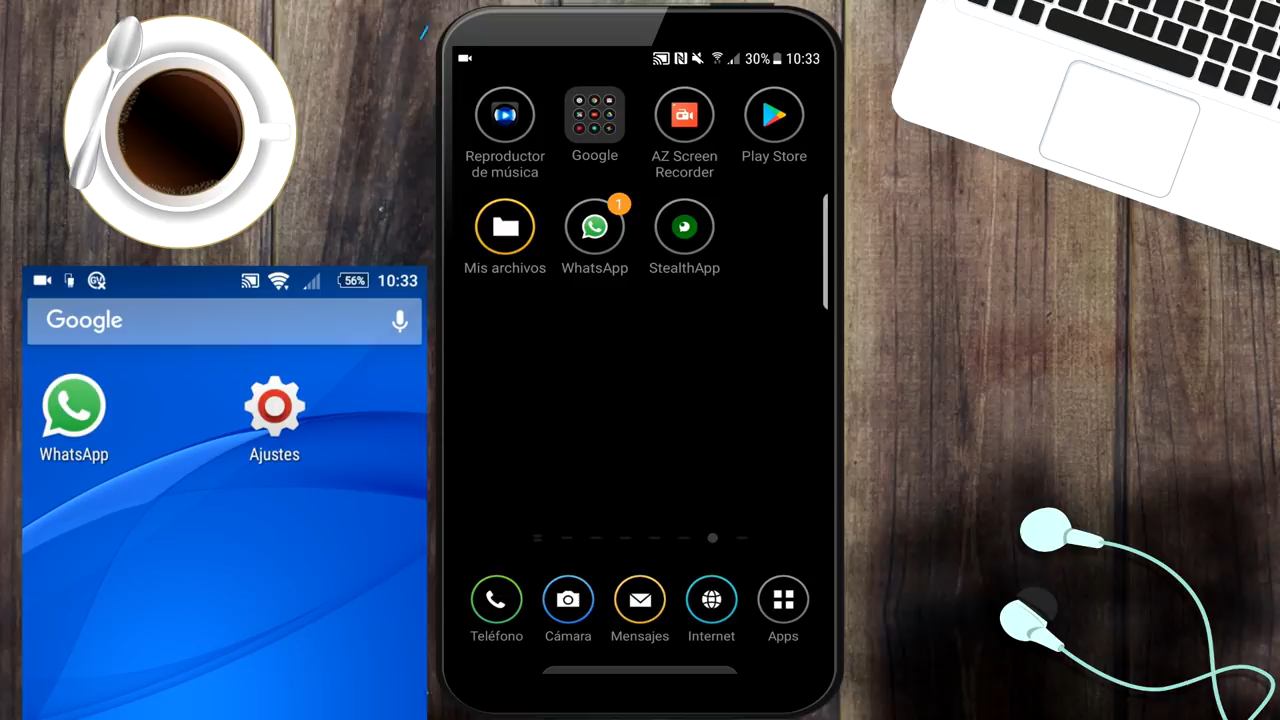 30% 10:33
Reproductor
de música
Google
AZ Screen
Recorder
Play Store
Mis archivos
1
WhatsApp
StealthApp
Teléfono
Cámara
Mensajes
Internet
Apps
56% 10:33
Google
WhatsApp
Ajustes